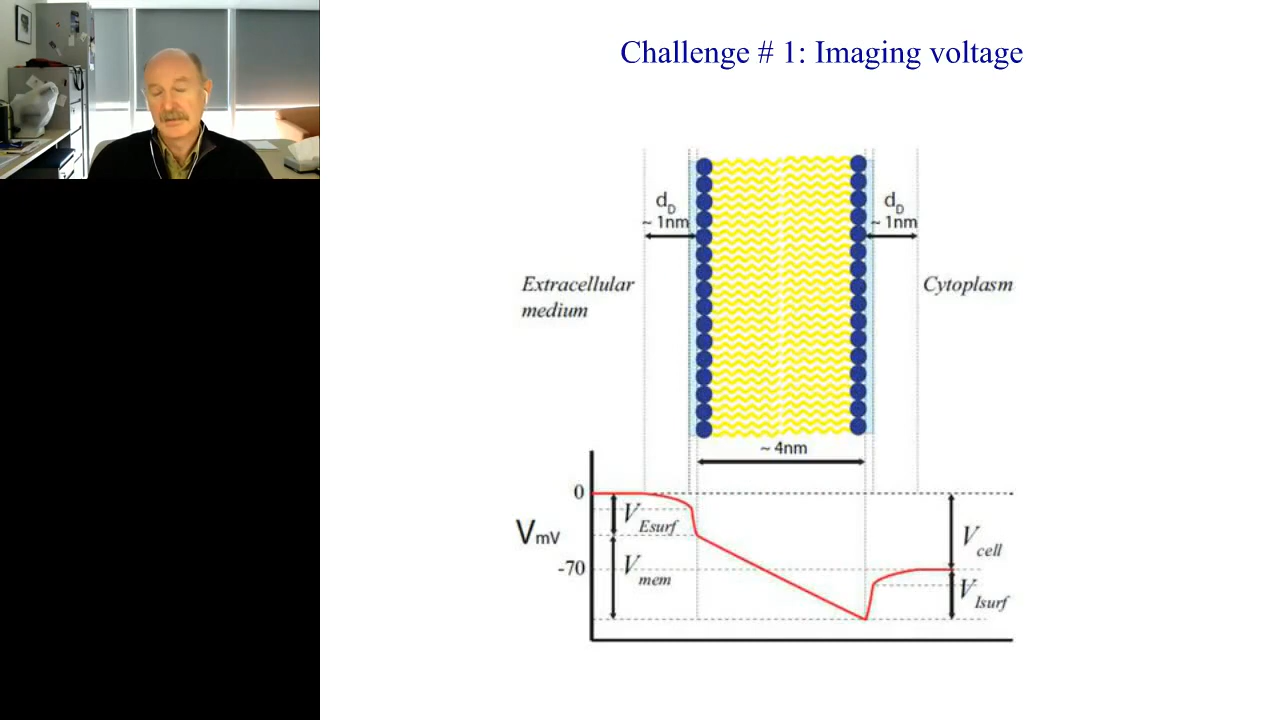 Challenge # 1: Imaging voltage
d_D
~ 1nm
d_D
~ 1nm
Extracellular
medium
Cytoplasm
~ 4nm
0
V_Esurf
V_mV
V_cell
-70
V_mem
V_Isurf